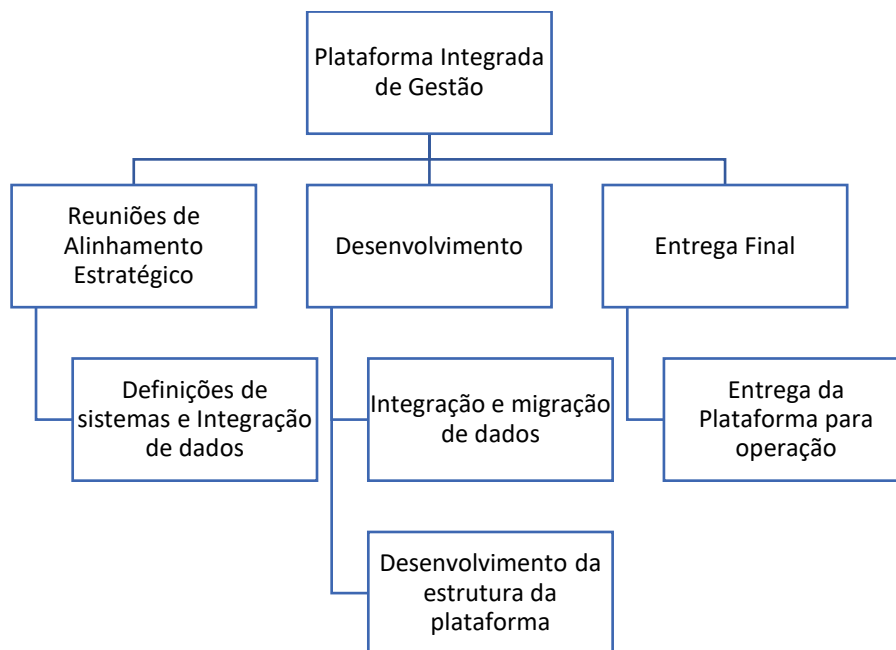 Plataforma Integrada
de Gestão
Reuniões de
Alinhamento
Estratégico
Desenvolvimento
Entrega Final
Definições de
sistemas e Integração
de dados
Integração e migração
de dados
Entrega da
Plataforma para
operação
Desenvolvimento da
estrutura da
plataforma